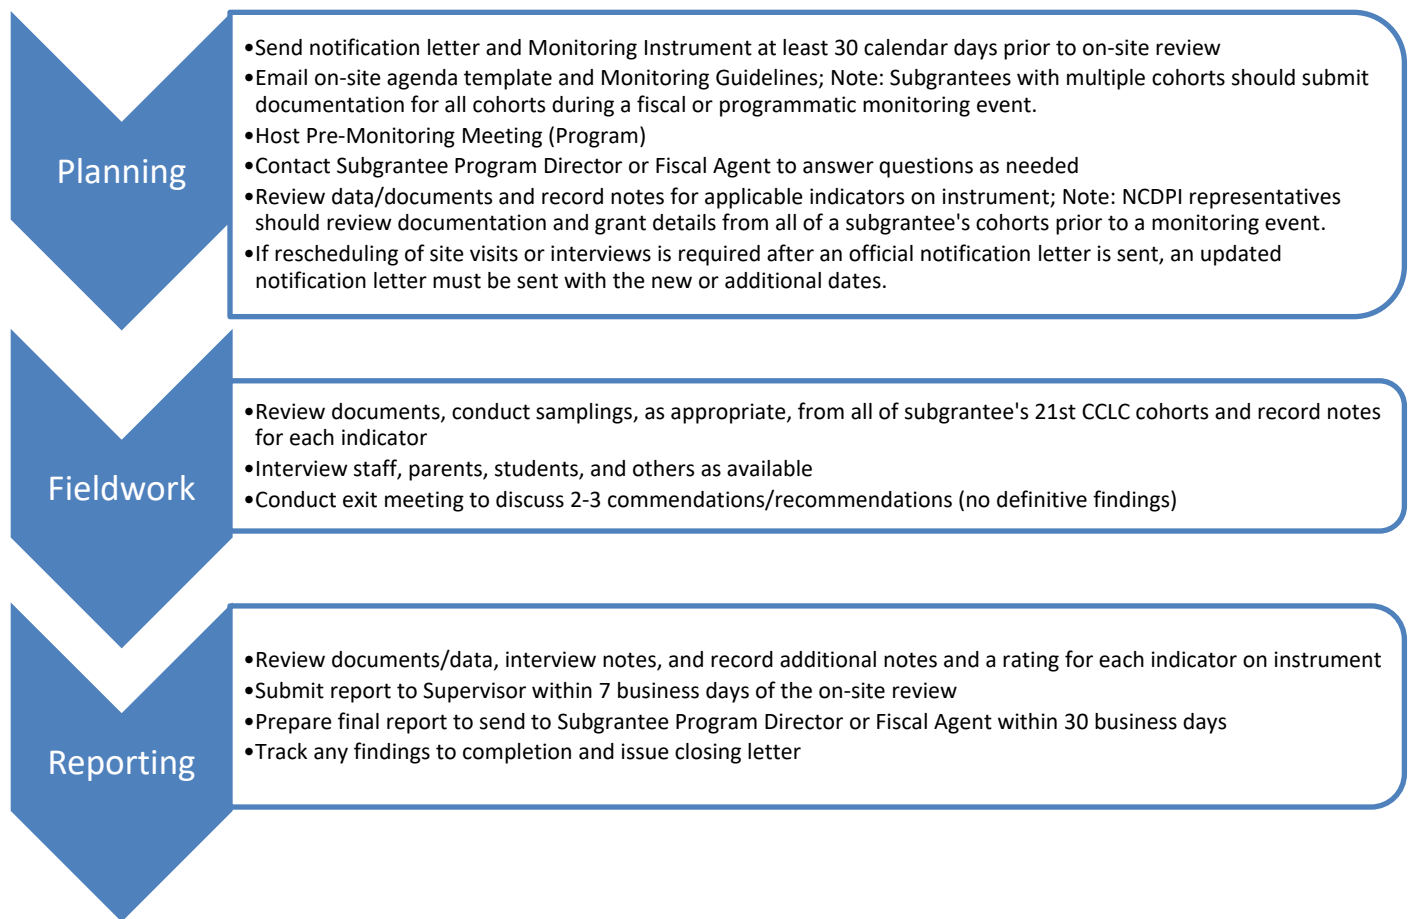 Planning
•Send notification letter and Monitoring Instrument at least 30 calendar days prior to on-site review
•Email on-site agenda template and Monitoring Guidelines; Note: Subgrantees with multiple cohorts should submit
documentation for all cohorts during a fiscal or programmatic monitoring event.
•Host Pre-Monitoring Meeting (Program)
•Contact Subgrantee Program Director or Fiscal Agent to answer questions as needed
•Review data/documents and record notes for applicable indicators on instrument; Note: NCDPI representatives
should review documentation and grant details from all of a subgrantee's cohorts prior to a monitoring event.
•If rescheduling of site visits or interviews is required after an official notification letter is sent, an updated
notification letter must be sent with the new or additional dates.
Fieldwork
•Review documents, conduct samplings, as appropriate, from all of subgrantee's 21st CCLC cohorts and record notes
for each indicator
•Interview staff, parents, students, and others as available
•Conduct exit meeting to discuss 2-3 commendations/recommendations (no definitive findings)
Reporting
•Review documents/data, interview notes, and record additional notes and a rating for each indicator on instrument
•Submit report to Supervisor within 7 business days of the on-site review
•Prepare final report to send to Subgrantee Program Director or Fiscal Agent within 30 business days
•Track any findings to completion and issue closing letter